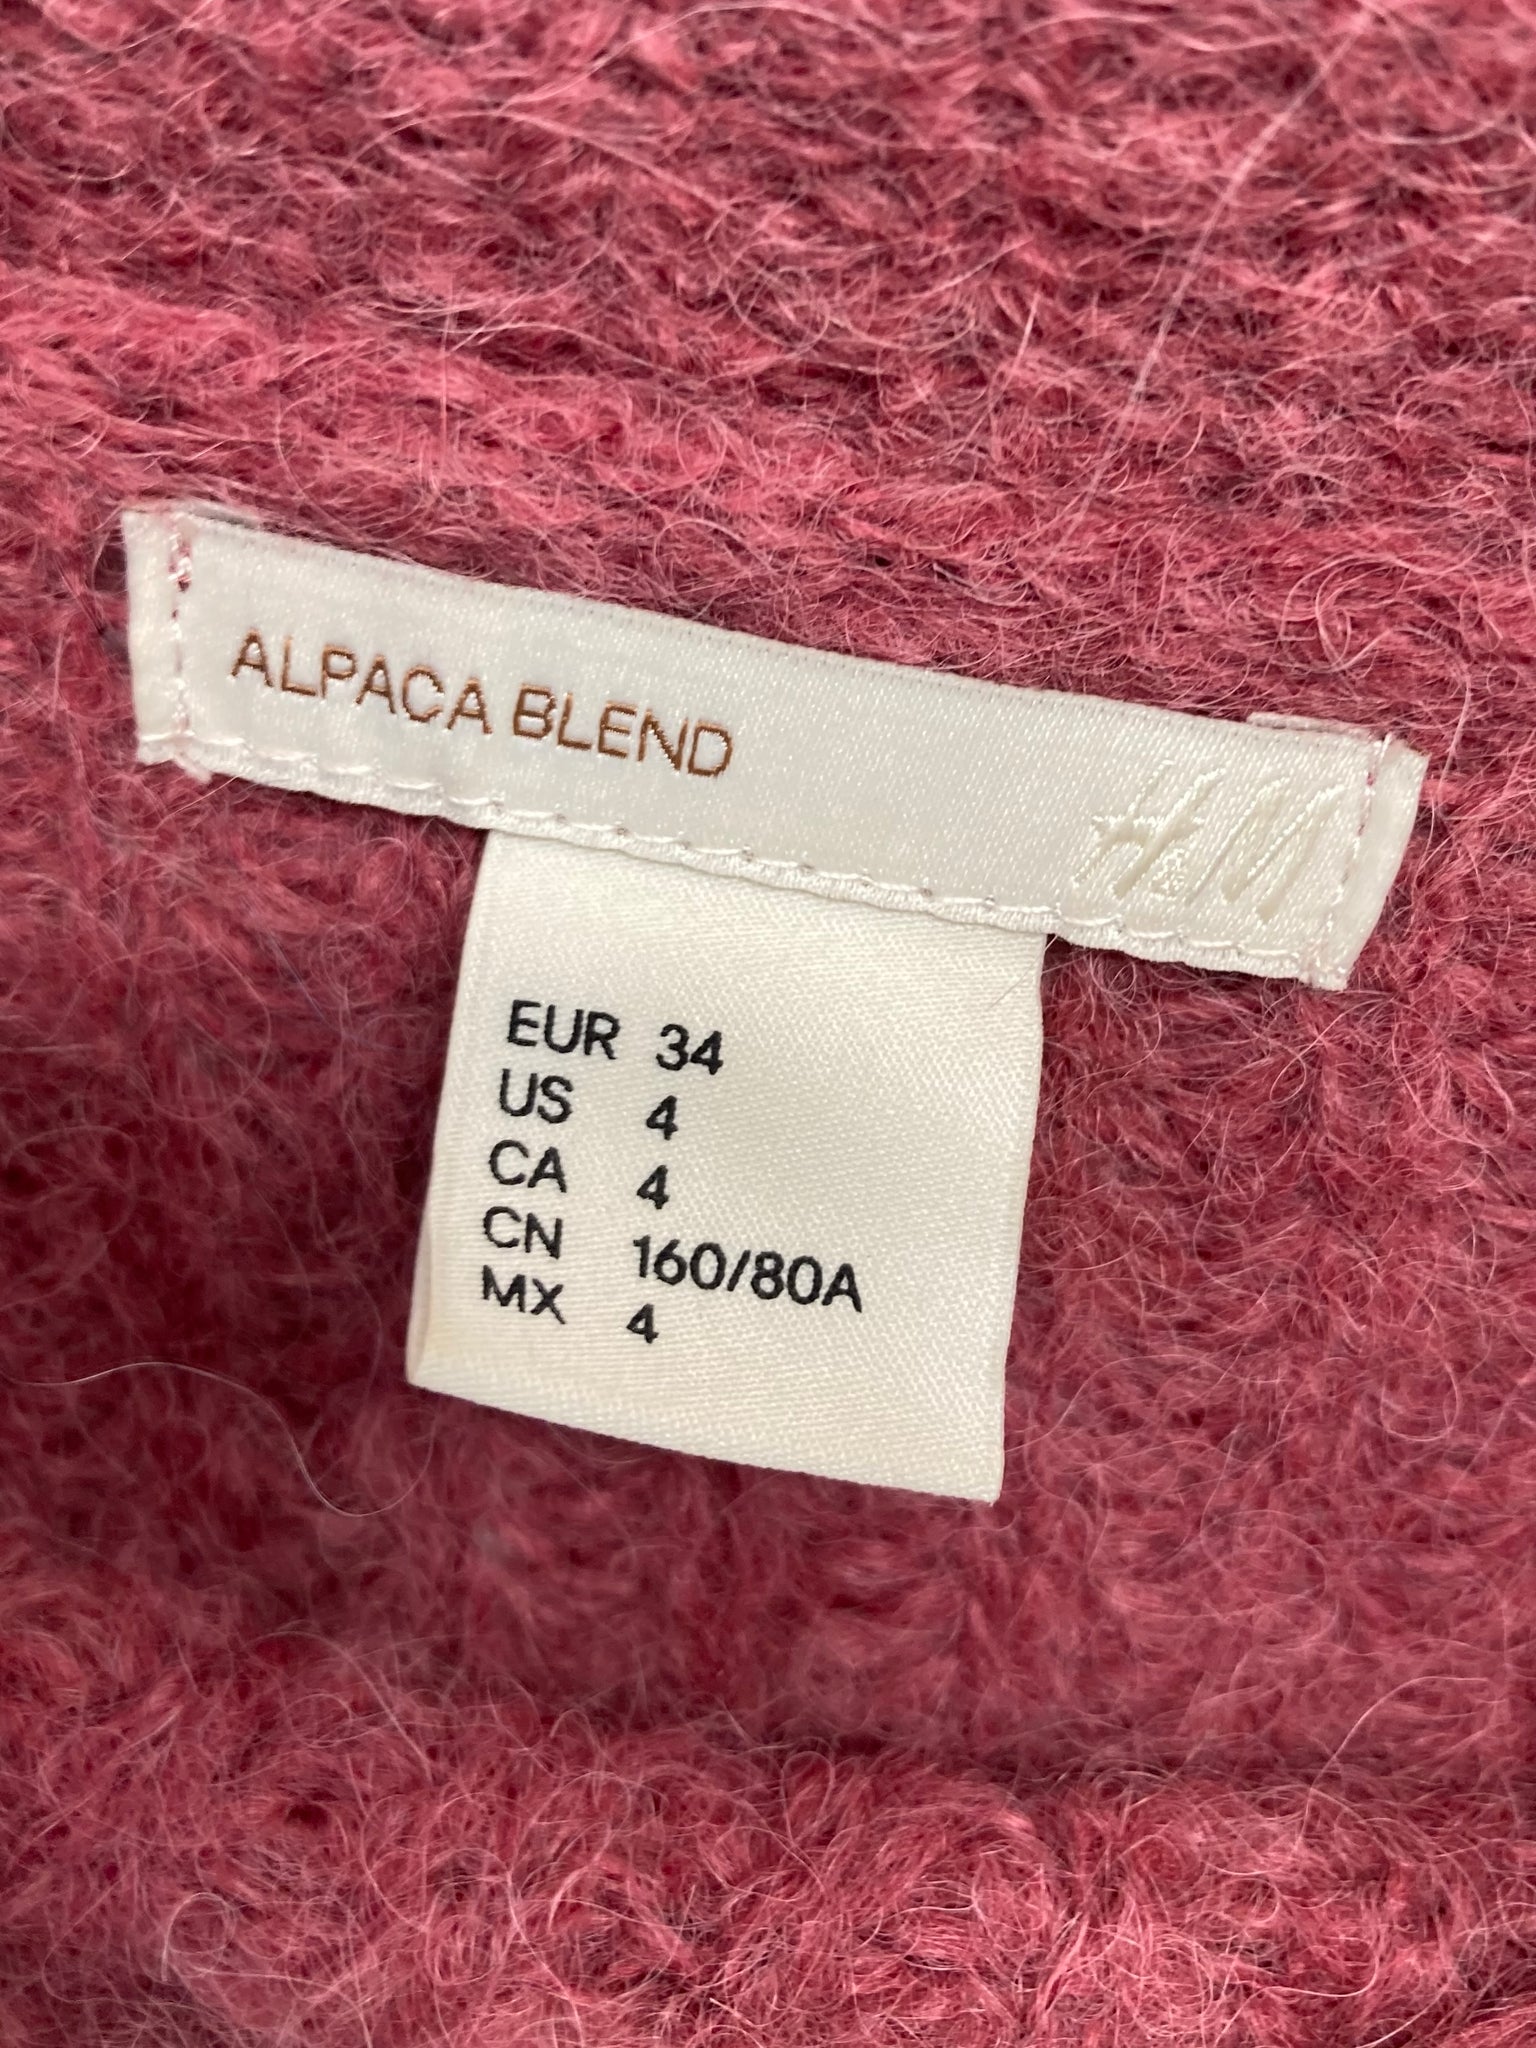 ALPACA BLEND H&M
EUR 34
US 4
CA 4
CN 160/80A
MX 4